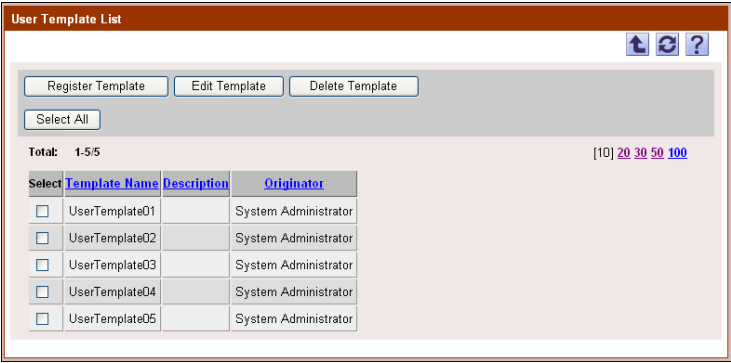 User Template List
?
Register Template Edit Template Delete Template
Select All
Total: 1-5/5 [10] 20 30 50 100
Select Template Name Description Originator
UserTemplate01 System Administrator
UserTemplate02 System Administrator
UserTemplate03 System Administrator
UserTemplate04 System Administrator
UserTemplate05 System Administrator